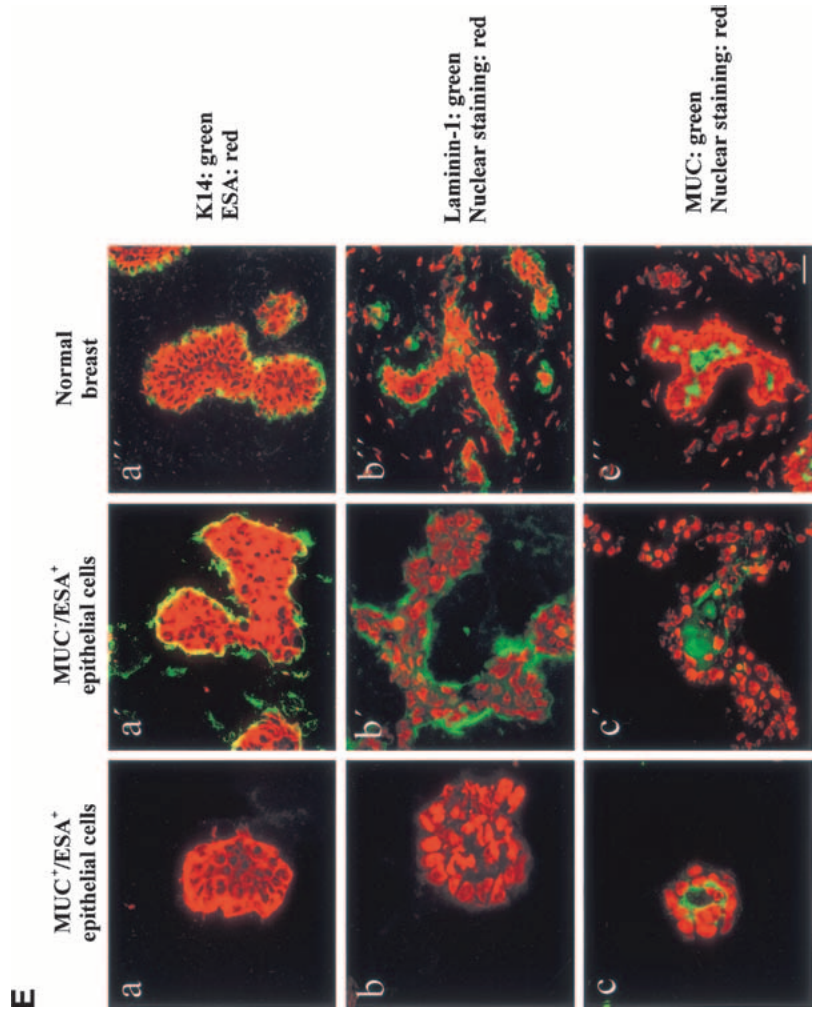 E
MUC⁺/ESA⁺
epithelial cells
MUC⁻/ESA⁺
epithelial cells
Normal
breast
a
a´
a´´
K14: green
ESA: red
b
b´
b´´
Laminin-1: green
Nuclear staining: red
c
c´
c´´
MUC: green
Nuclear staining: red